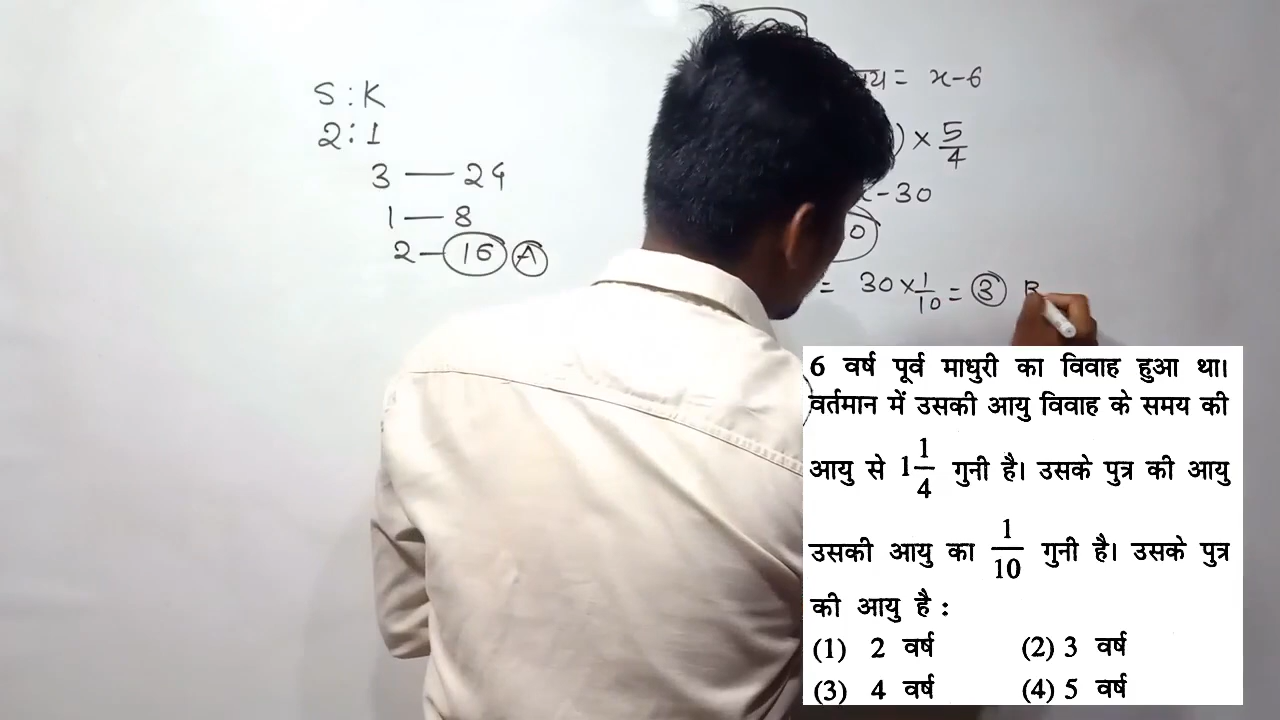 S : K
2 : 1
3 — 24
1 — 8
2 — 16 A
= x-6
) × 5/4
-30
0
= 30 × 1/10 = 3
6 वर्ष पूर्व माधुरी का विवाह हुआ था।
वर्तमान में उसकी आयु विवाह के समय की
आयु से 1 1/4 गुनी है। उसके पुत्र की आयु
उसकी आयु का 1/10 गुनी है। उसके पुत्र
की आयु है :
(1) 2 वर्ष (2) 3 वर्ष
(3) 4 वर्ष (4) 5 वर्ष